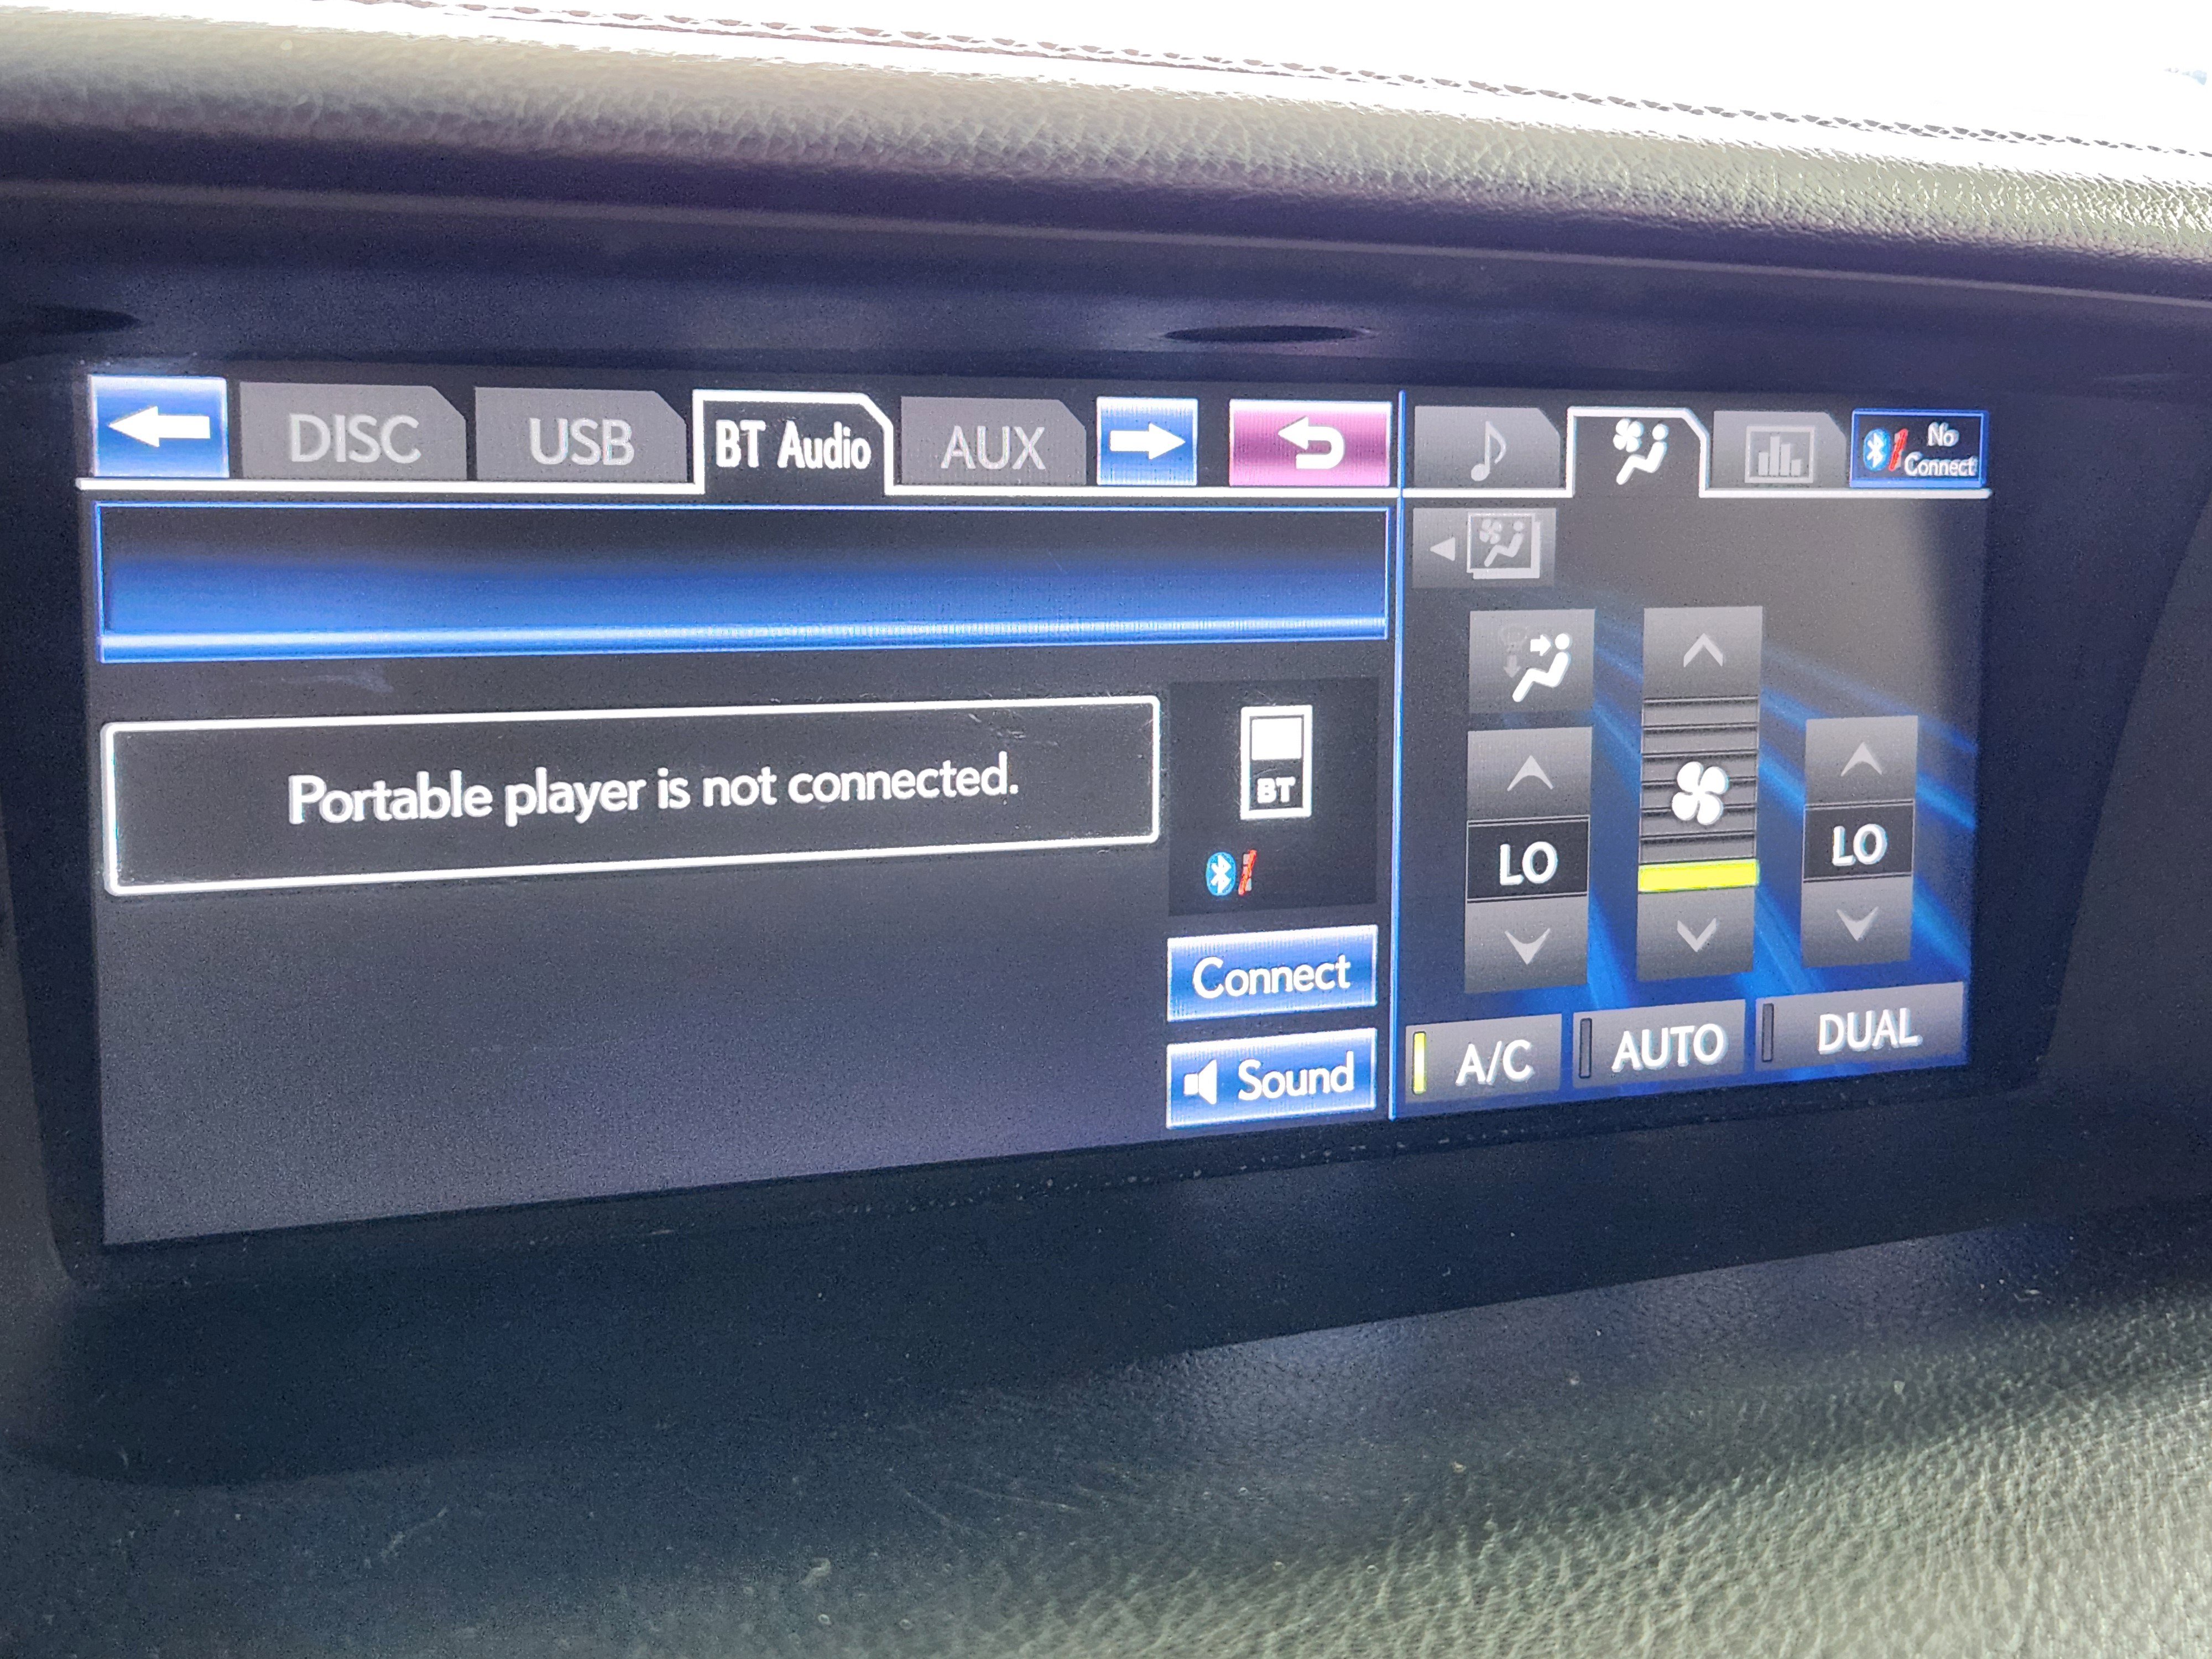 DISC USB BT Audio AUX
No
Connect
Portable player is not connected.
BT
LO LO
Connect
Sound
A/C AUTO DUAL